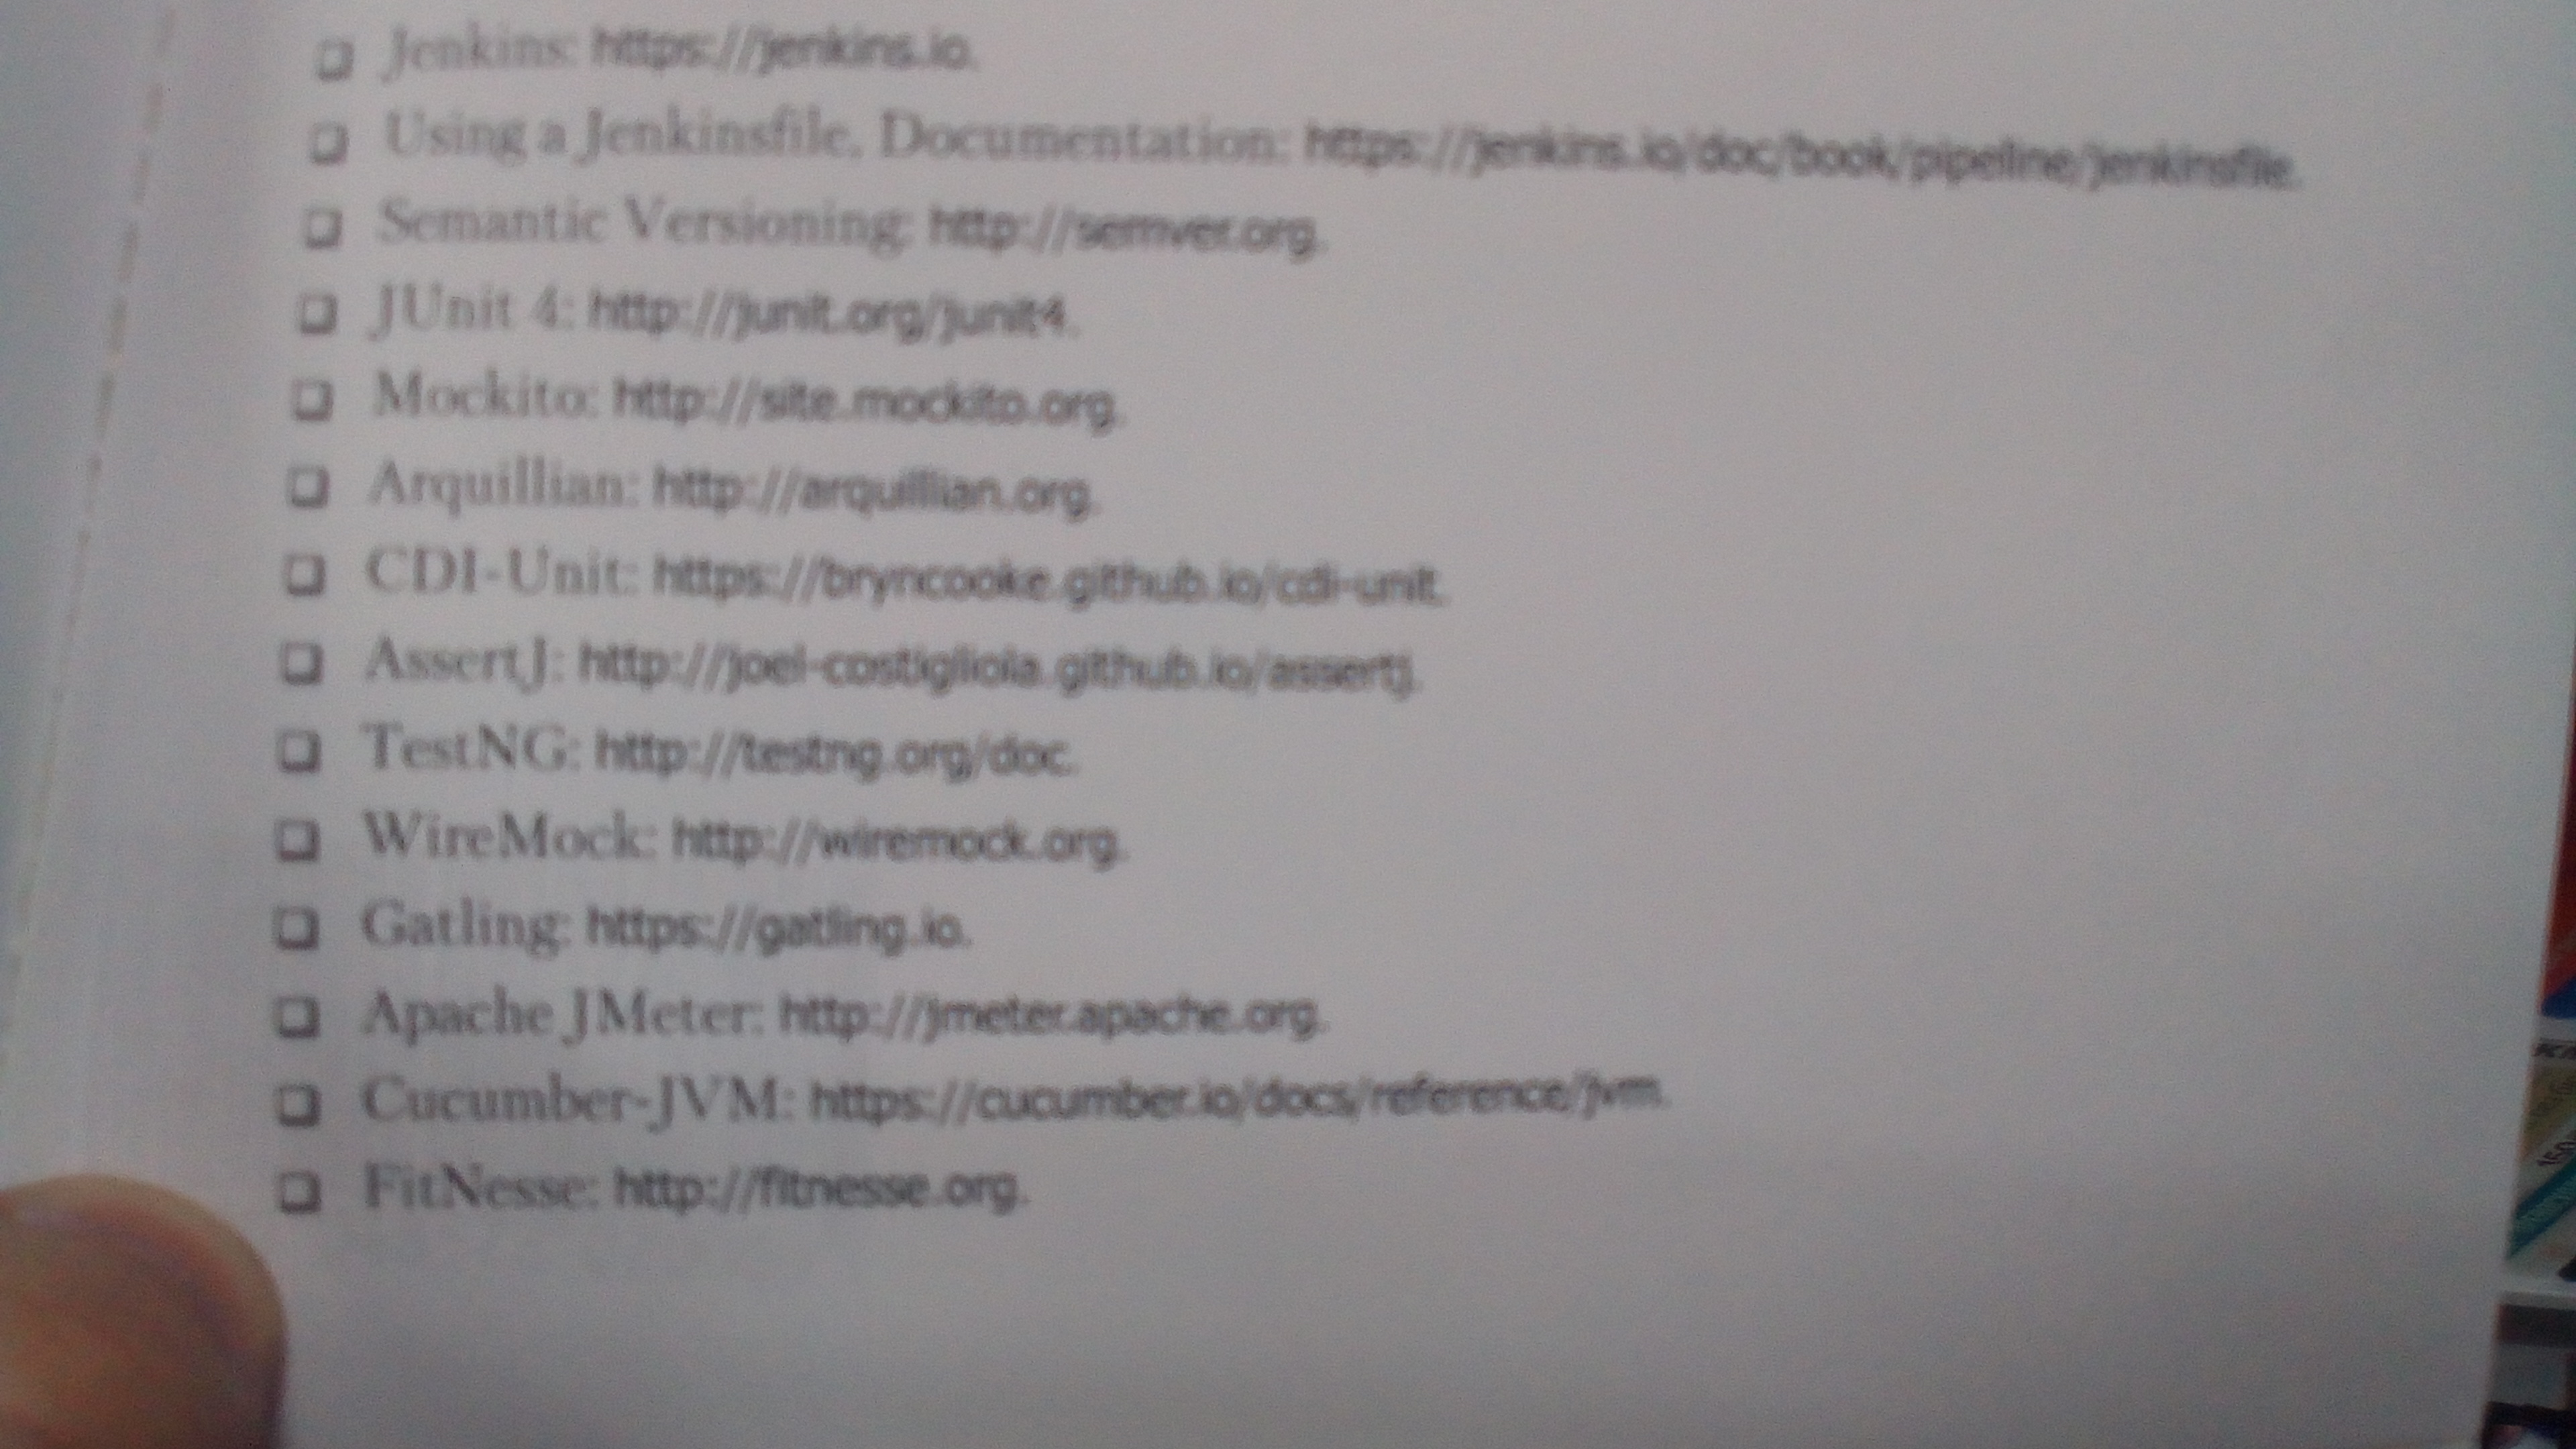 ❏ Jenkins: https://jenkins.io.
❏ Using a Jenkinsfile, Documentation: https://jenkins.io/doc/book/pipeline/jenkinsfile.
❏ Semantic Versioning: http://semver.org.
❏ JUnit 4: http://junit.org/junit4.
❏ Mockito: http://site.mockito.org.
❏ Arquillian: http://arquillian.org.
❏ CDI-Unit: https://bryncooke.github.io/cdi-unit.
❏ AssertJ: http://joel-costigliola.github.io/assertj.
❏ TestNG: http://testng.org/doc.
❏ WireMock: http://wiremock.org.
❏ Gatling: https://gatling.io.
❏ Apache JMeter: http://jmeter.apache.org.
❏ Cucumber-JVM: https://cucumber.io/docs/reference/jvm.
❏ FitNesse: http://fitnesse.org.